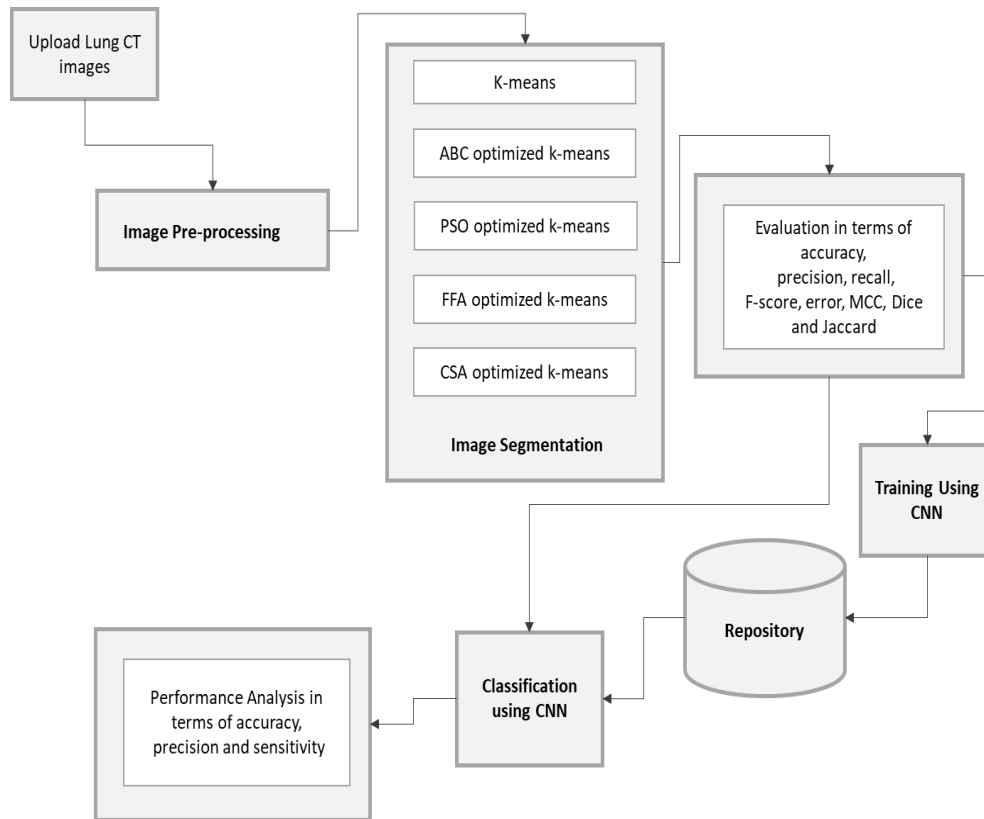 Upload Lung CT
images
Image Pre-processing
K-means
ABC optimized k-means
PSO optimized k-means
FFA optimized k-means
CSA optimized k-means
Image Segmentation
Evaluation in terms of
accuracy,
precision, recall,
F-score, error, MCC, Dice
and Jaccard
Training Using
CNN
Repository
Classification
using CNN
Performance Analysis in
terms of accuracy,
precision and sensitivity